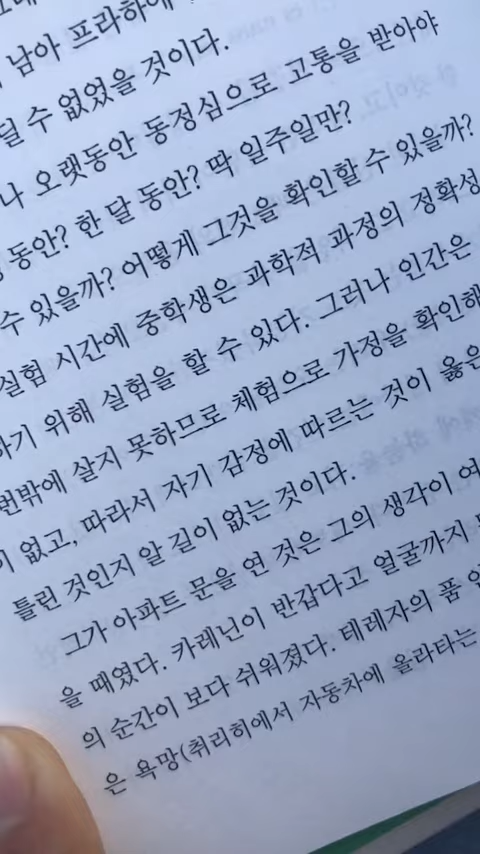 남아 프라하에
딜 수 없었을 것이다.
나 오랫동안 동정심으로 고통을 받아야
동안? 한 달 동안? 딱 일주일만?
수 있을까? 어떻게 그것을 확인할 수 있을까?
실험 시간에 중학생은 과학적 과정의 정확성
하기 위해 실험을 할 수 있다. 그러나 인간은
번밖에 살지 못하므로 체험으로 가정을 확인해
이 없고, 따라서 자기 감정에 따르는 것이 옳은
틀린 것인지 알 길이 없는 것이다.
그가 아파트 문을 연 것은 그의 생각이 여
을 때였다. 카레닌이 반갑다고 얼굴까지
의 순간이 보다 쉬워졌다. 테레자의 품
은 욕망(취리히에서 자동차에 올라타는